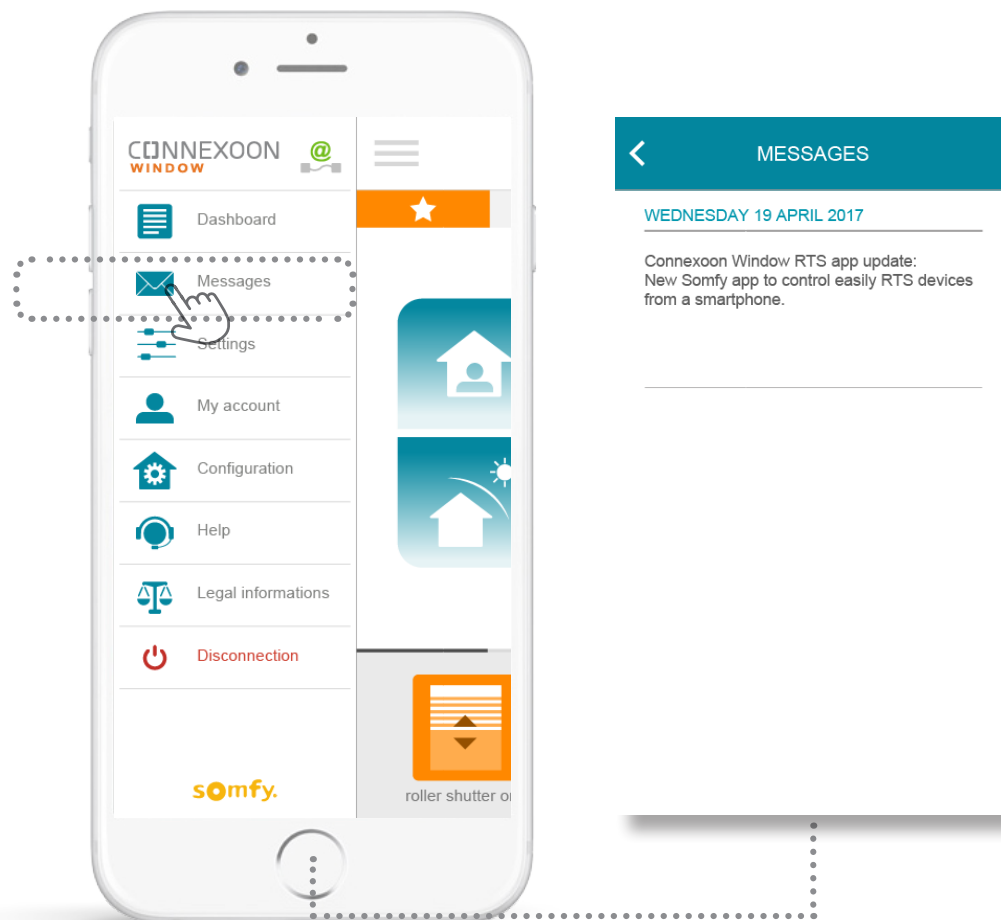 CONNEXOON
WINDOW
@
Dashboard
Messages
Settings
My account
Configuration
Help
Legal informations
Disconnection
somfy.
roller shutter
MESSAGES
WEDNESDAY 19 APRIL 2017
Connexoon Window RTS app update:
New Somfy app to control easily RTS devices
from a smartphone.